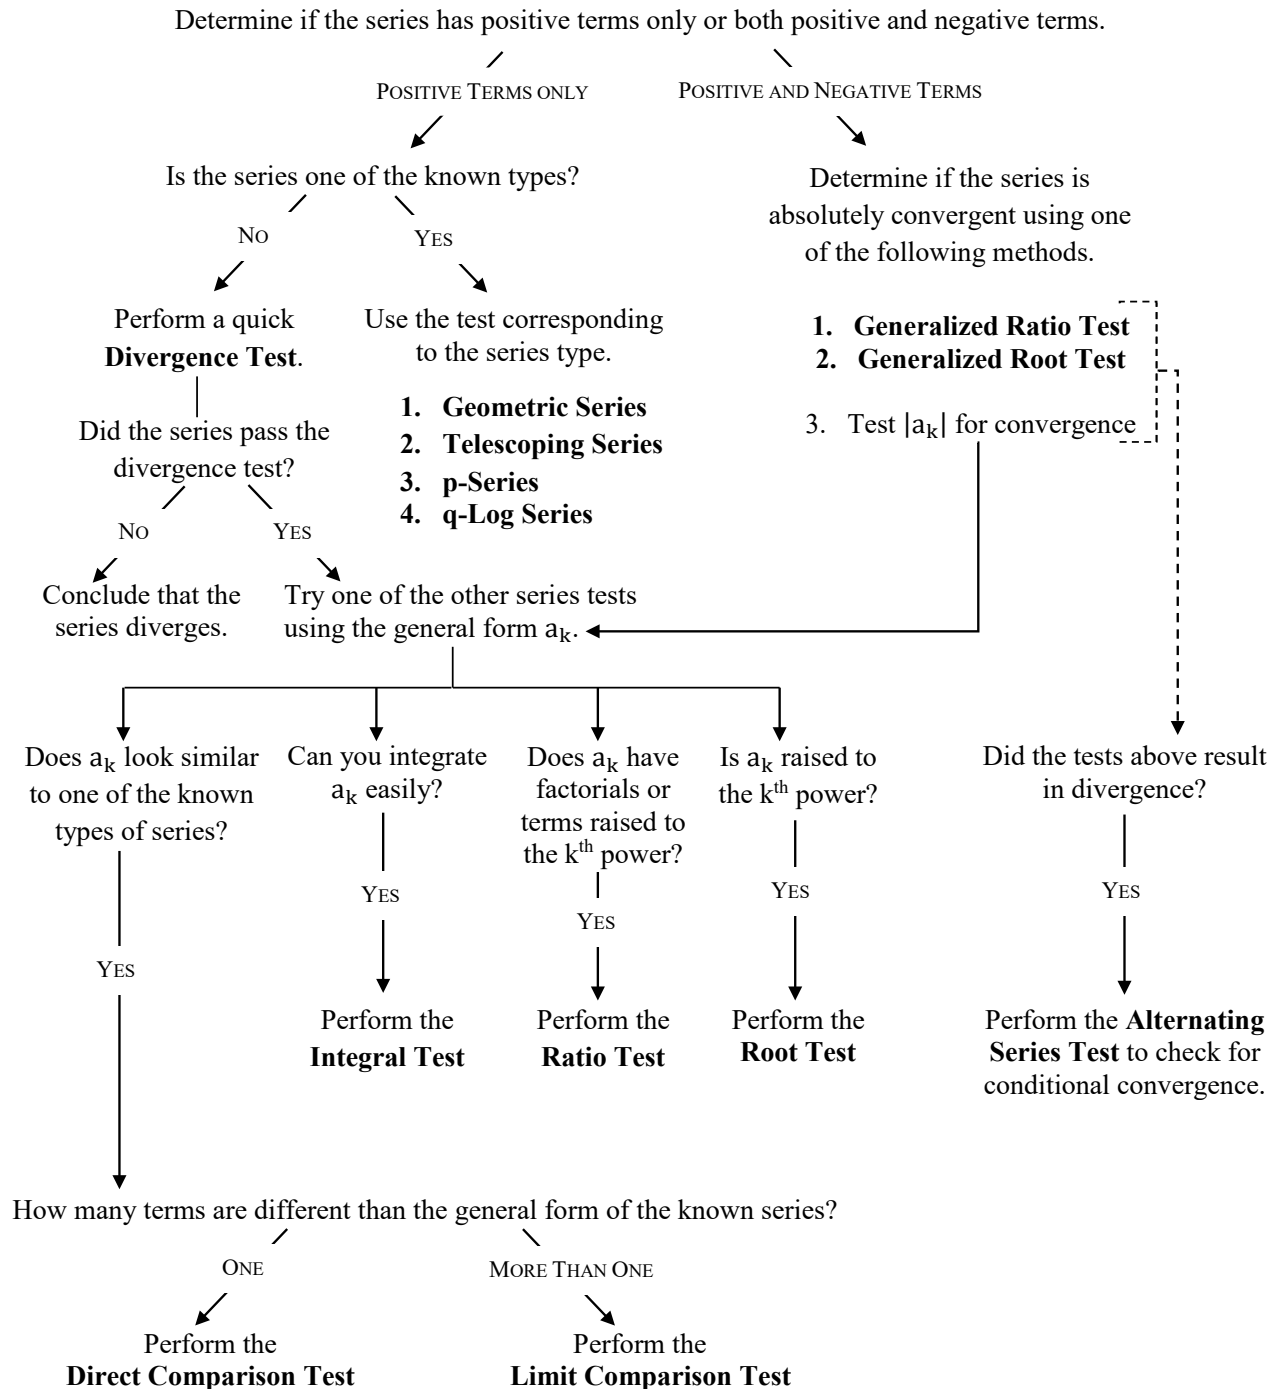 Determine if the series has positive terms only or both positive and negative terms.
POSITIVE TERMS ONLY
POSITIVE AND NEGATIVE TERMS
Is the series one of the known types?
Determine if the series is
absolutely convergent using one
of the following methods.
NO
YES
Perform a quick
Divergence Test.
Use the test corresponding
to the series type.
1. Geometric Series
2. Telescoping Series
3. p-Series
4. q-Log Series
1. Generalized Ratio Test
2. Generalized Root Test
3. Test |aₖ| for convergence
Did the series pass the
divergence test?
NO
YES
Conclude that the
series diverges.
Try one of the other series tests
using the general form aₖ.
Does aₖ look similar
to one of the known
types of series?
Can you integrate
aₖ easily?
Does aₖ have
factorials or
terms raised to
the kᵗʰ power?
Is aₖ raised to
the kᵗʰ power?
Did the tests above result
in divergence?
YES
YES
YES
YES
YES
Perform the
Integral Test
Perform the
Ratio Test
Perform the
Root Test
Perform the Alternating
Series Test to check for
conditional convergence.
How many terms are different than the general form of the known series?
ONE
MORE THAN ONE
Perform the
Direct Comparison Test
Perform the
Limit Comparison Test